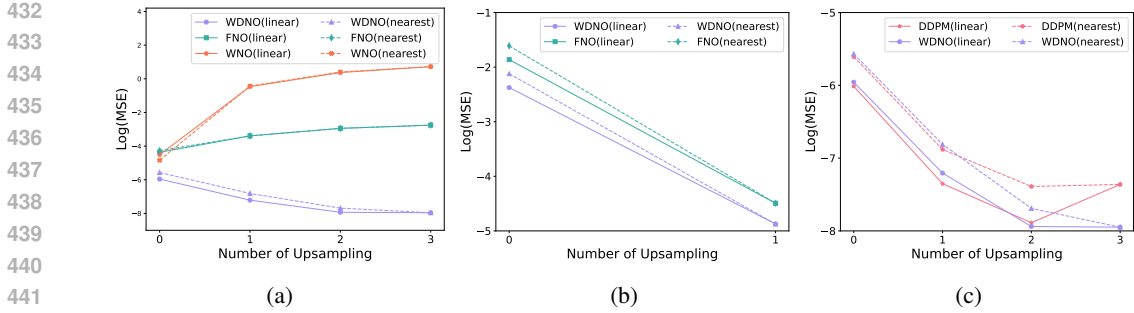 432
433
434
435
436
437
438
439
440
441
4
2
0
−2
−4
−6
−8
Log(MSE)
WDNO(linear)
FNO(linear)
WNO(linear)
WDNO(nearest)
FNO(nearest)
WNO(nearest)
0
1
2
3
Number of Upsampling
(a)
−1
−2
−3
−4
−5
Log(MSE)
WDNO(linear)
FNO(linear)
WDNO(nearest)
FNO(nearest)
0
1
Number of Upsampling
(b)
−5
−6
−7
−8
Log(MSE)
DDPM(linear)
WDNO(linear)
DDPM(nearest)
WDNO(nearest)
0
1
2
3
Number of Upsampling
(c)